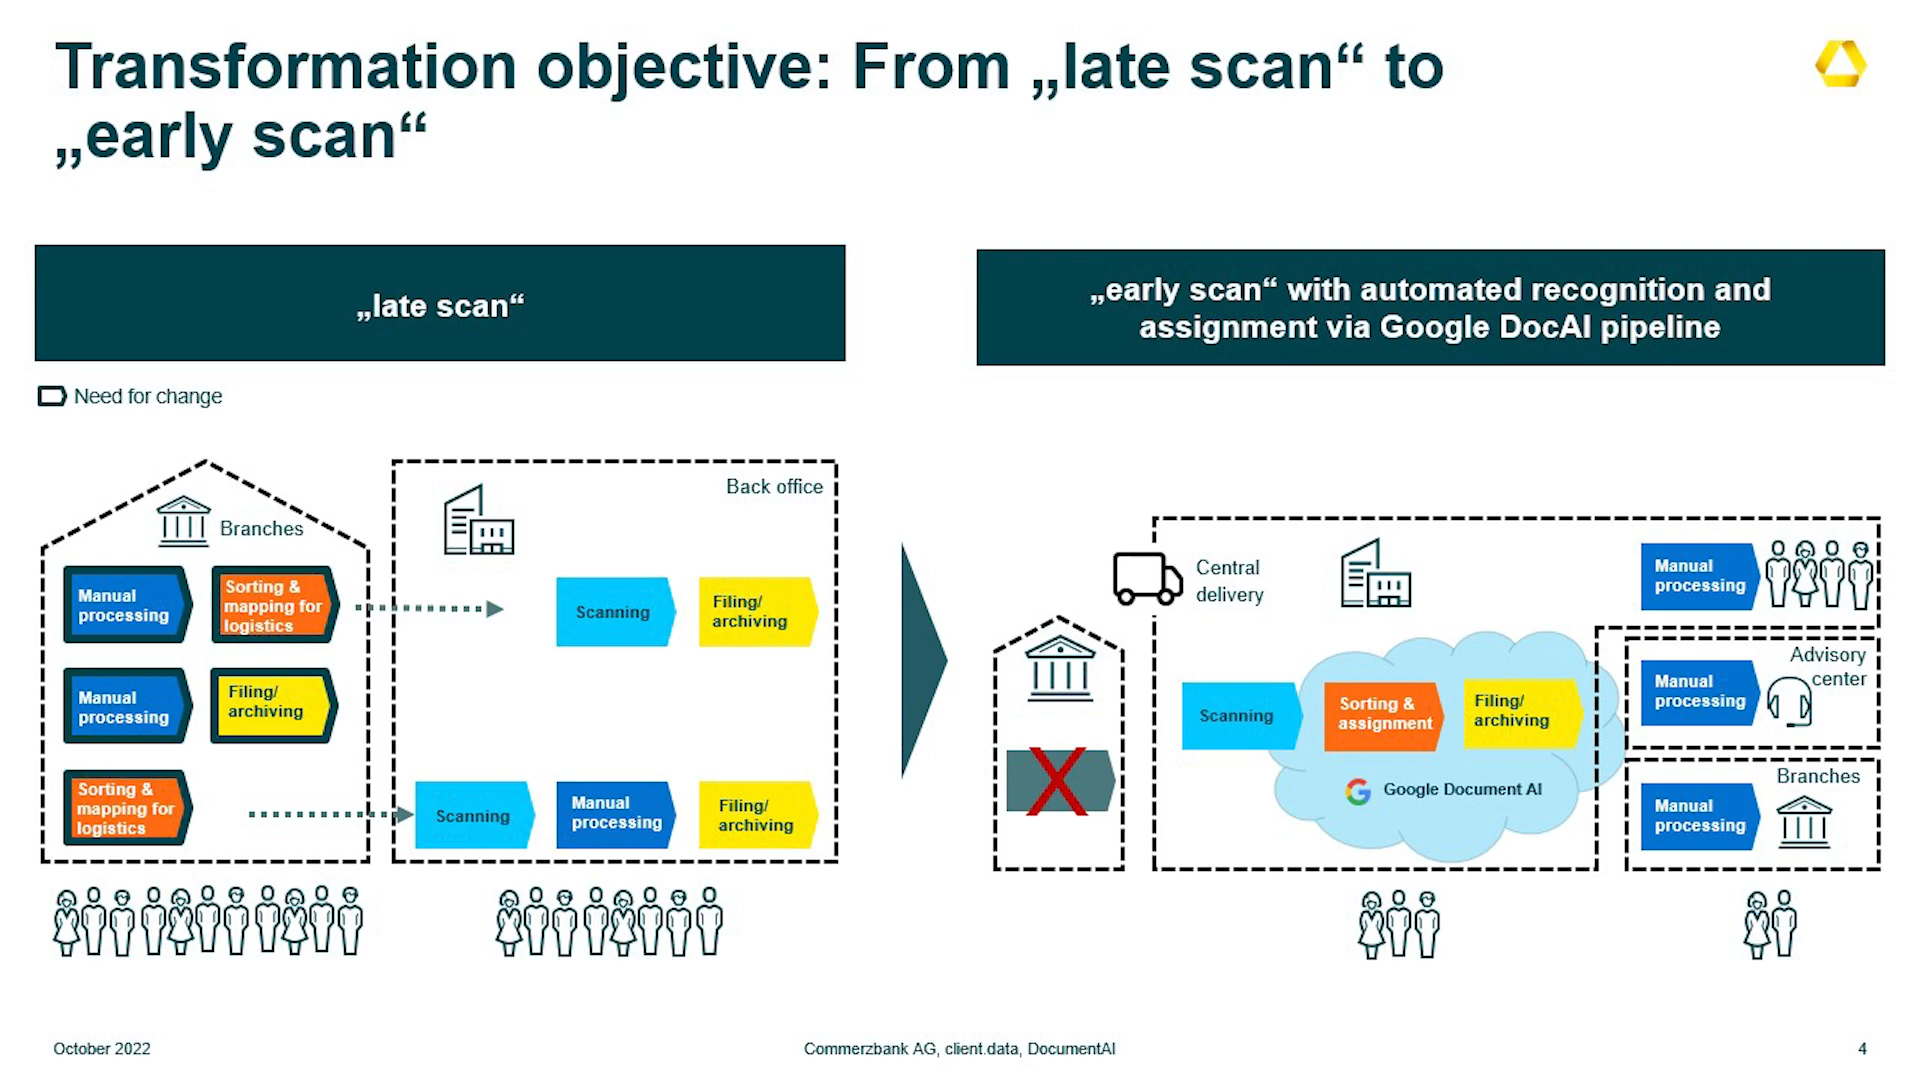 Transformation objective: From „late scan“ to
„early scan“
„late scan“
„early scan“ with automated recognition and
assignment via Google DocAI pipeline
Need for change
Branches
Manual
processing
Sorting &
mapping for
logistics
Manual
processing
Filing/
archiving
Sorting &
mapping for
logistics
Back office
Scanning
Filing/
archiving
Scanning
Manual
processing
Filing/
archiving
X
Central
delivery
Scanning
Sorting &
assignment
Filing/
archiving
Google Document AI
Manual
processing
Advisory
center
Manual
processing
Branches
Manual
processing
October 2022
Commerzbank AG, client.data, DocumentAI
4